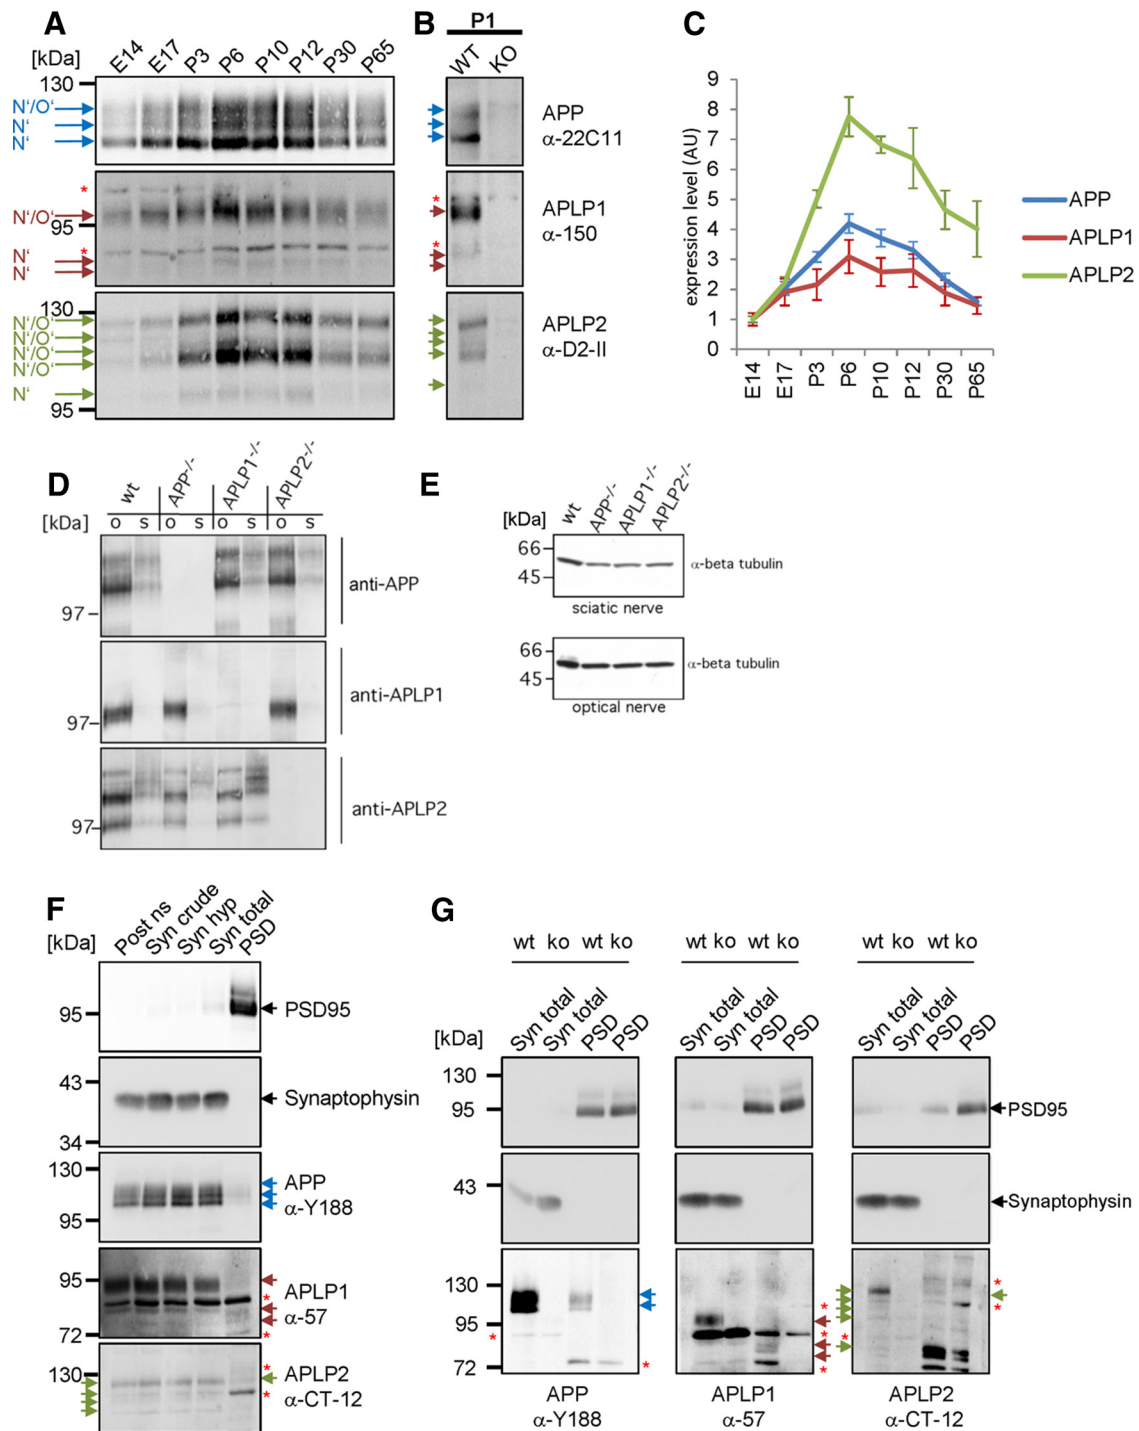 A
[kDa]
E14 E17 P3 P6 P10 P12 P30 P65
130
N'/O'
N'
N'
*
N'/O'
95
*
N'
N'
130
N'/O'
N'/O'
N'/O'
N'/O'
N'
95
B
P1
WT KO
APP
α-22C11
*
*
APLP1
α-150
APLP2
α-D2-II
C
expression level (AU)
9
8
7
6
5
4
3
2
1
0
E14 E17 P3 P6 P10 P12 P30 P65
APP
APLP1
APLP2
D
wt APP-/- APLP1-/- APLP2-/-
[kDa] o s o s o s o s
anti-APP
97
anti-APLP1
97
anti-APLP2
97
E
[kDa] wt APP-/- APLP1-/- APLP2-/-
66
45
α-beta tubulin
sciatic nerve
66
45
α-beta tubulin
optical nerve
F
[kDa] Post ns Syn crude Syn hyp Syn total PSD
95
PSD95
43
Synaptophysin
34
130
APP
α-Y188
95
95
APLP1
*
α-57
72
*
130
*
APLP2
*
α-CT-12
G
wt ko wt ko wt ko wt ko wt ko wt ko
[kDa] Syn total Syn total PSD PSD Syn total Syn total PSD PSD Syn total Syn total PSD PSD
130
95
PSD95
43
Synaptophysin
130
95
72
*
*
*
*
*
*
*
*
APP
α-Y188
APLP1
α-57
APLP2
α-CT-12